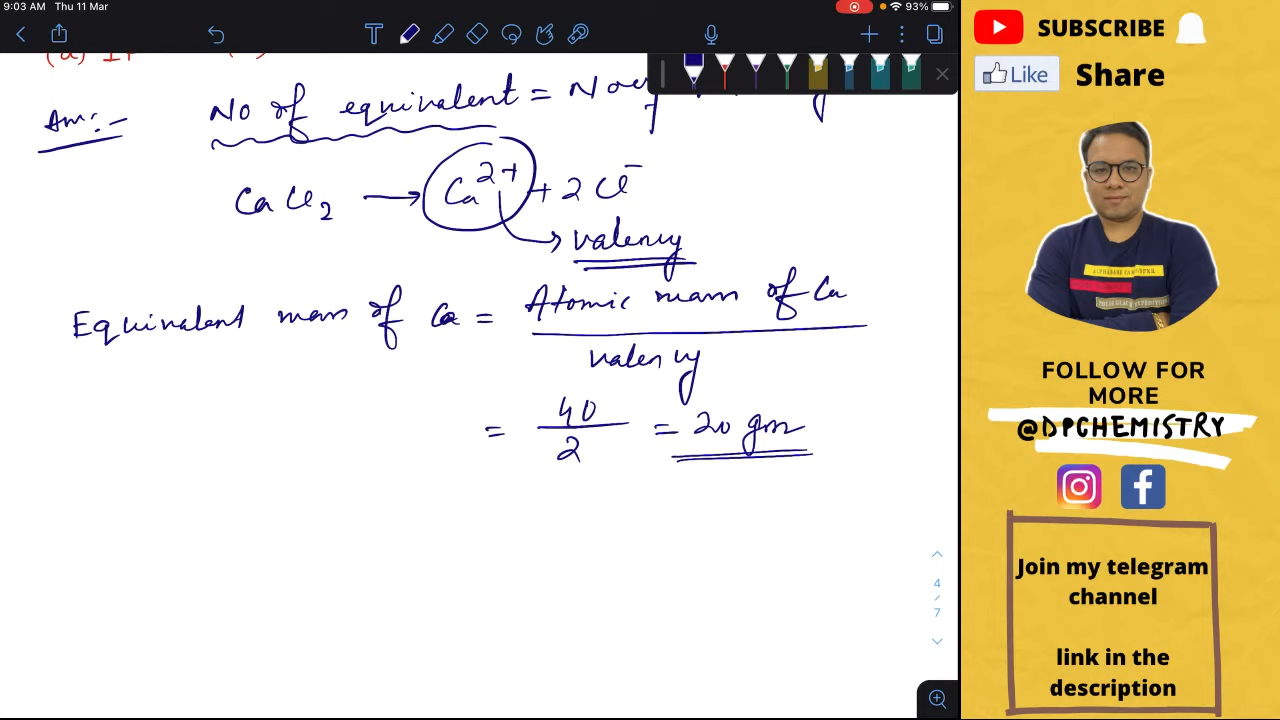 9:03 AM Thu 11 Mar
93%
Ans:-
No of equivalent =
CaCl2 → Ca2+ + 2Cl-
valency
Equivalent mass of Ca = Atomic mass of Ca
valency
= 40
2
= 20 gm
4
/
7
SUBSCRIBE
Like
Share
FOLLOW FOR
MORE
@DPCHEMISTRY
Join my telegram
channel
link in the
description